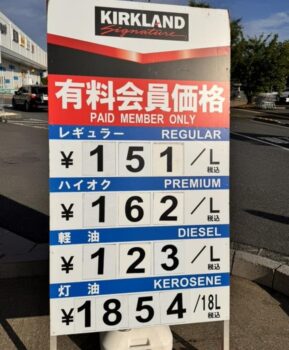 KIRKLAND
Signature
有料会員価格
PAID MEMBER ONLY
レギュラー REGULAR
¥151/L 税込
ハイオク PREMIUM
¥162/L 税込
軽油 DIESEL
¥123/L 税込
灯油 KEROSENE
¥1854/18L 税込